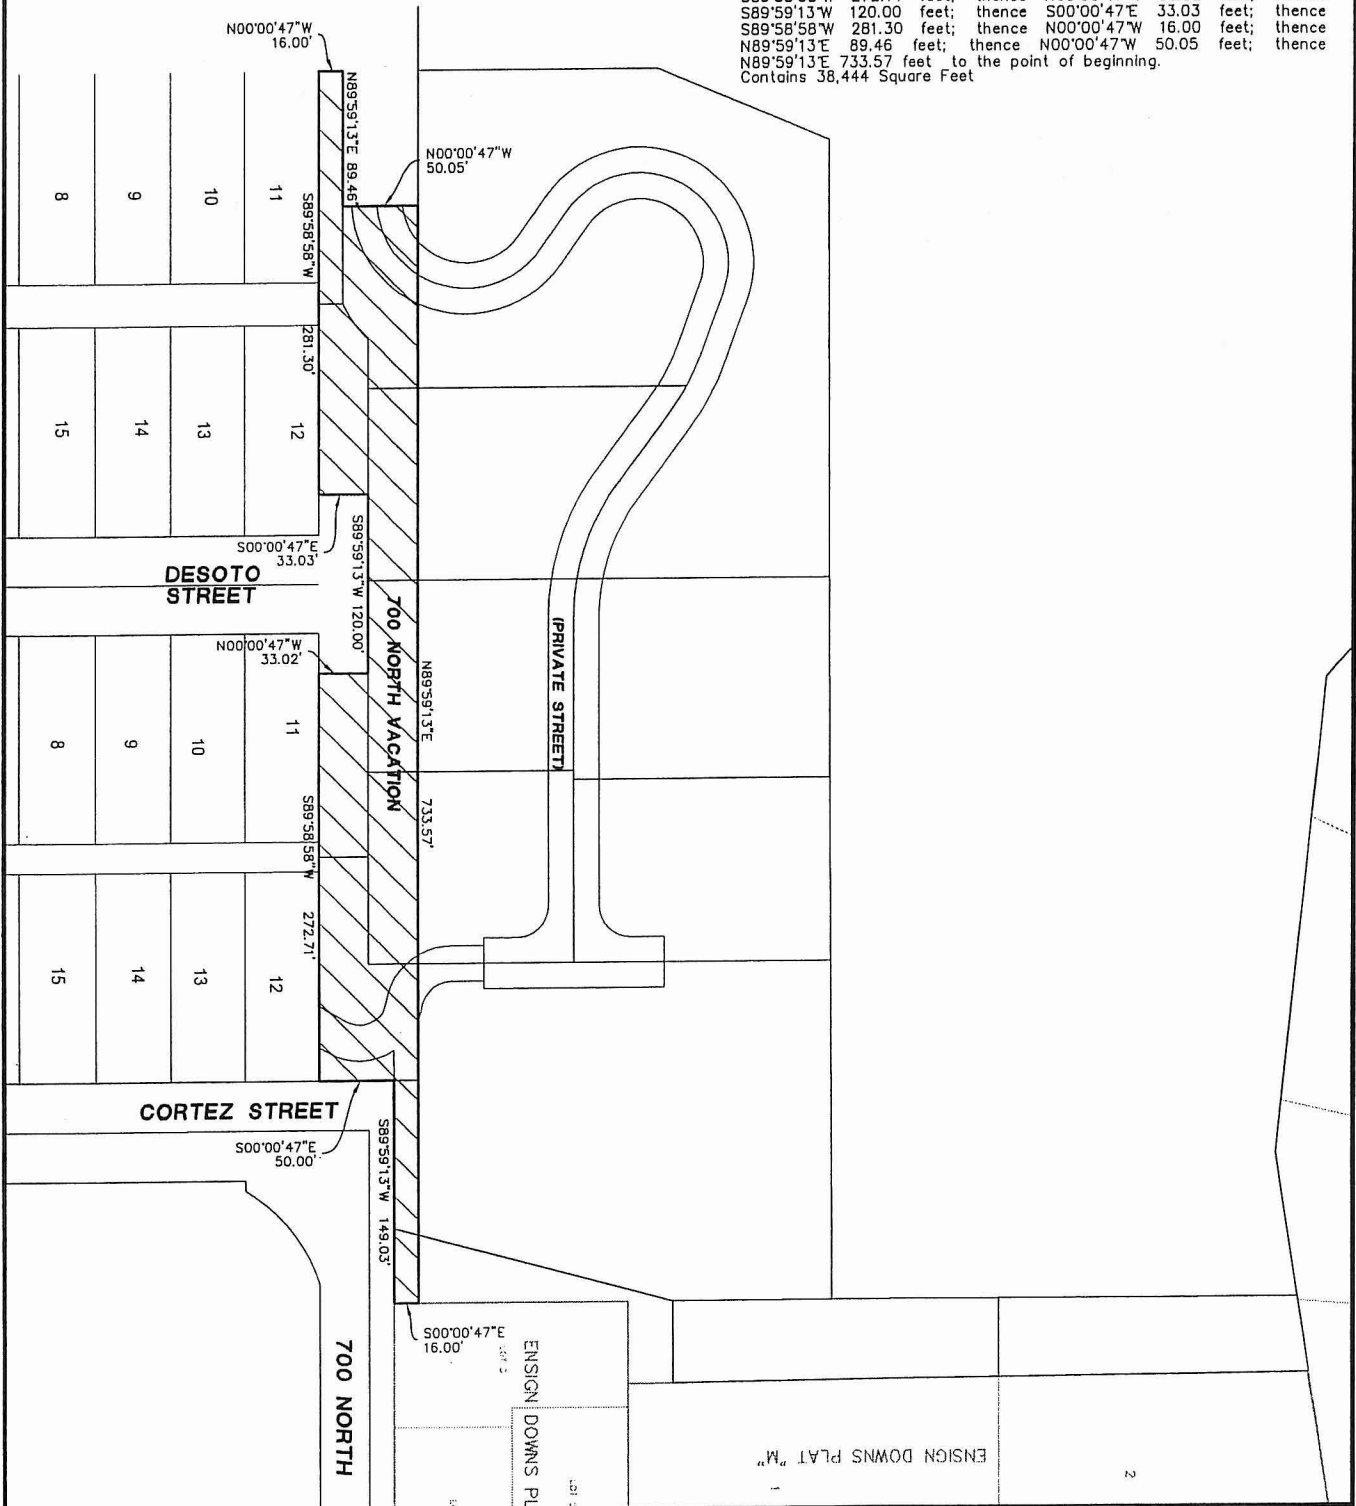 S89°59'13"W 120.00 feet; thence S00°00'47"E 33.03 feet; thence
S89°58'58"W 281.30 feet; thence N00°00'47"W 16.00 feet; thence
N89°59'13"E 89.46 feet; thence N00°00'47"W 50.05 feet; thence
N89°59'13"E 733.57 feet to the point of beginning.
Contains 38,444 Square Feet
N00°00'47"W
16.00'
N89°59'13"E 89.46'
N00°00'47"W
50.05'
8
9
10
11
S89°58'58"W 281.30'
15
14
13
12
S00°00'47"E
33.03'
DESOTO
STREET
S89°59'13"W 120.00'
700 NORTH VACATION
(PRIVATE STREET)
N00°00'47"W
33.02'
N89°59'13"E 733.57'
8
9
10
11
S89°58'58"W 272.71'
15
14
13
12
CORTEZ STREET
S00°00'47"E
50.00'
S89°59'13"W 149.03'
S00°00'47"E
16.00'
700 NORTH
ENSIGN DOWNS
ENSIGN DOWNS PLAT "M"
1
2